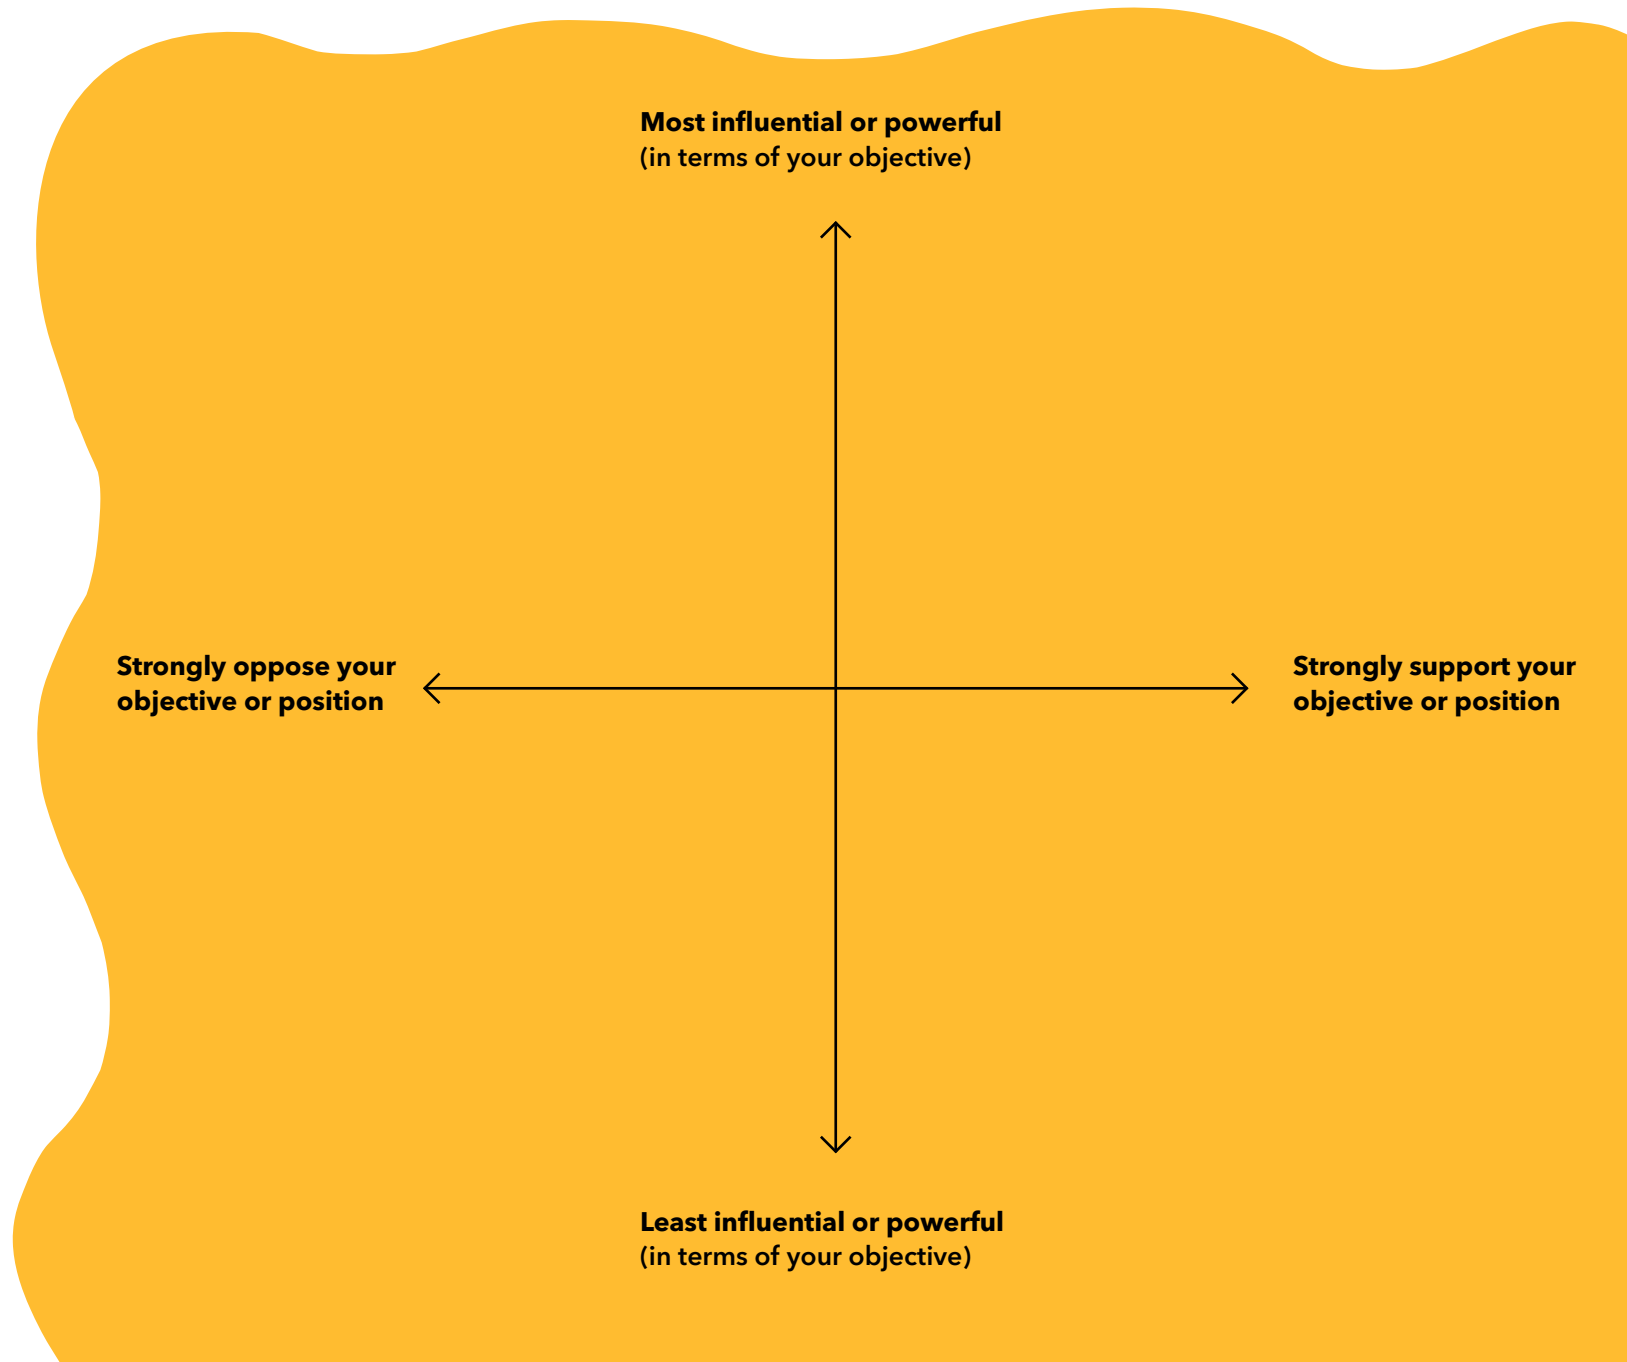 Most influential or powerful
(in terms of your objective)
Strongly oppose your
objective or position
Strongly support your
objective or position
Least influential or powerful
(in terms of your objective)